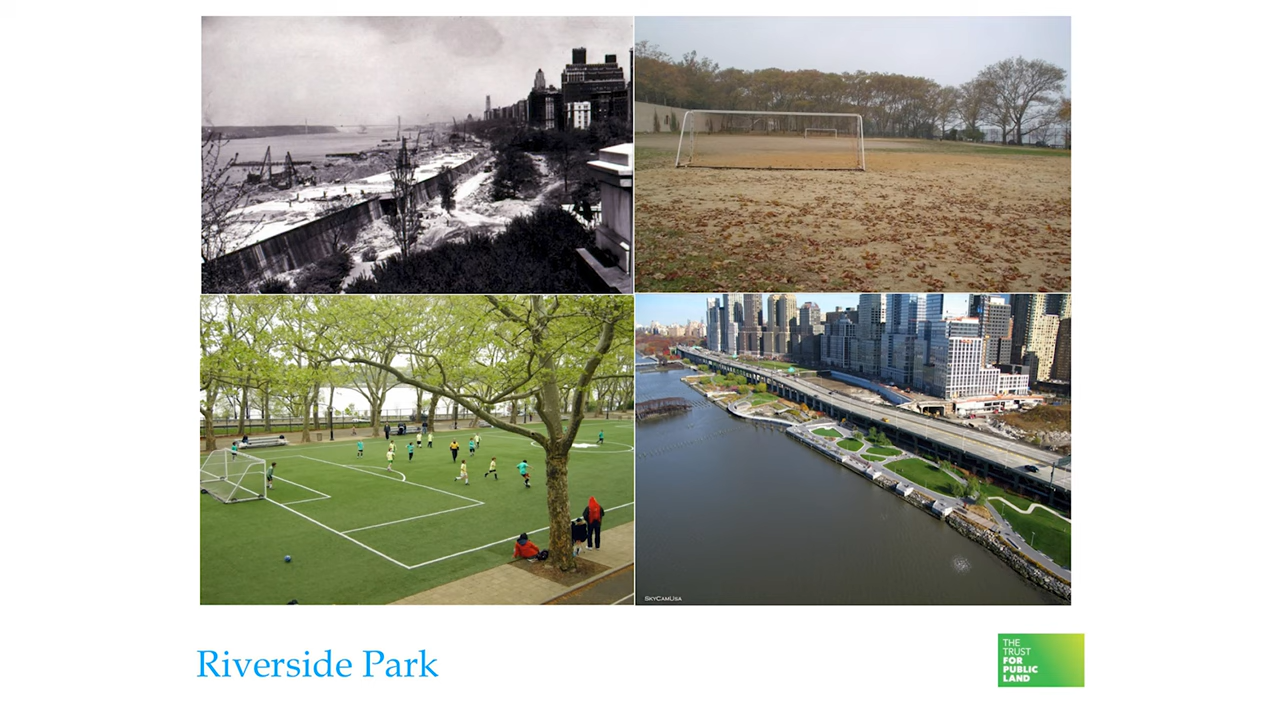 SKYCAMUSA
Riverside Park
THE
TRUST
FOR
PUBLIC
LAND